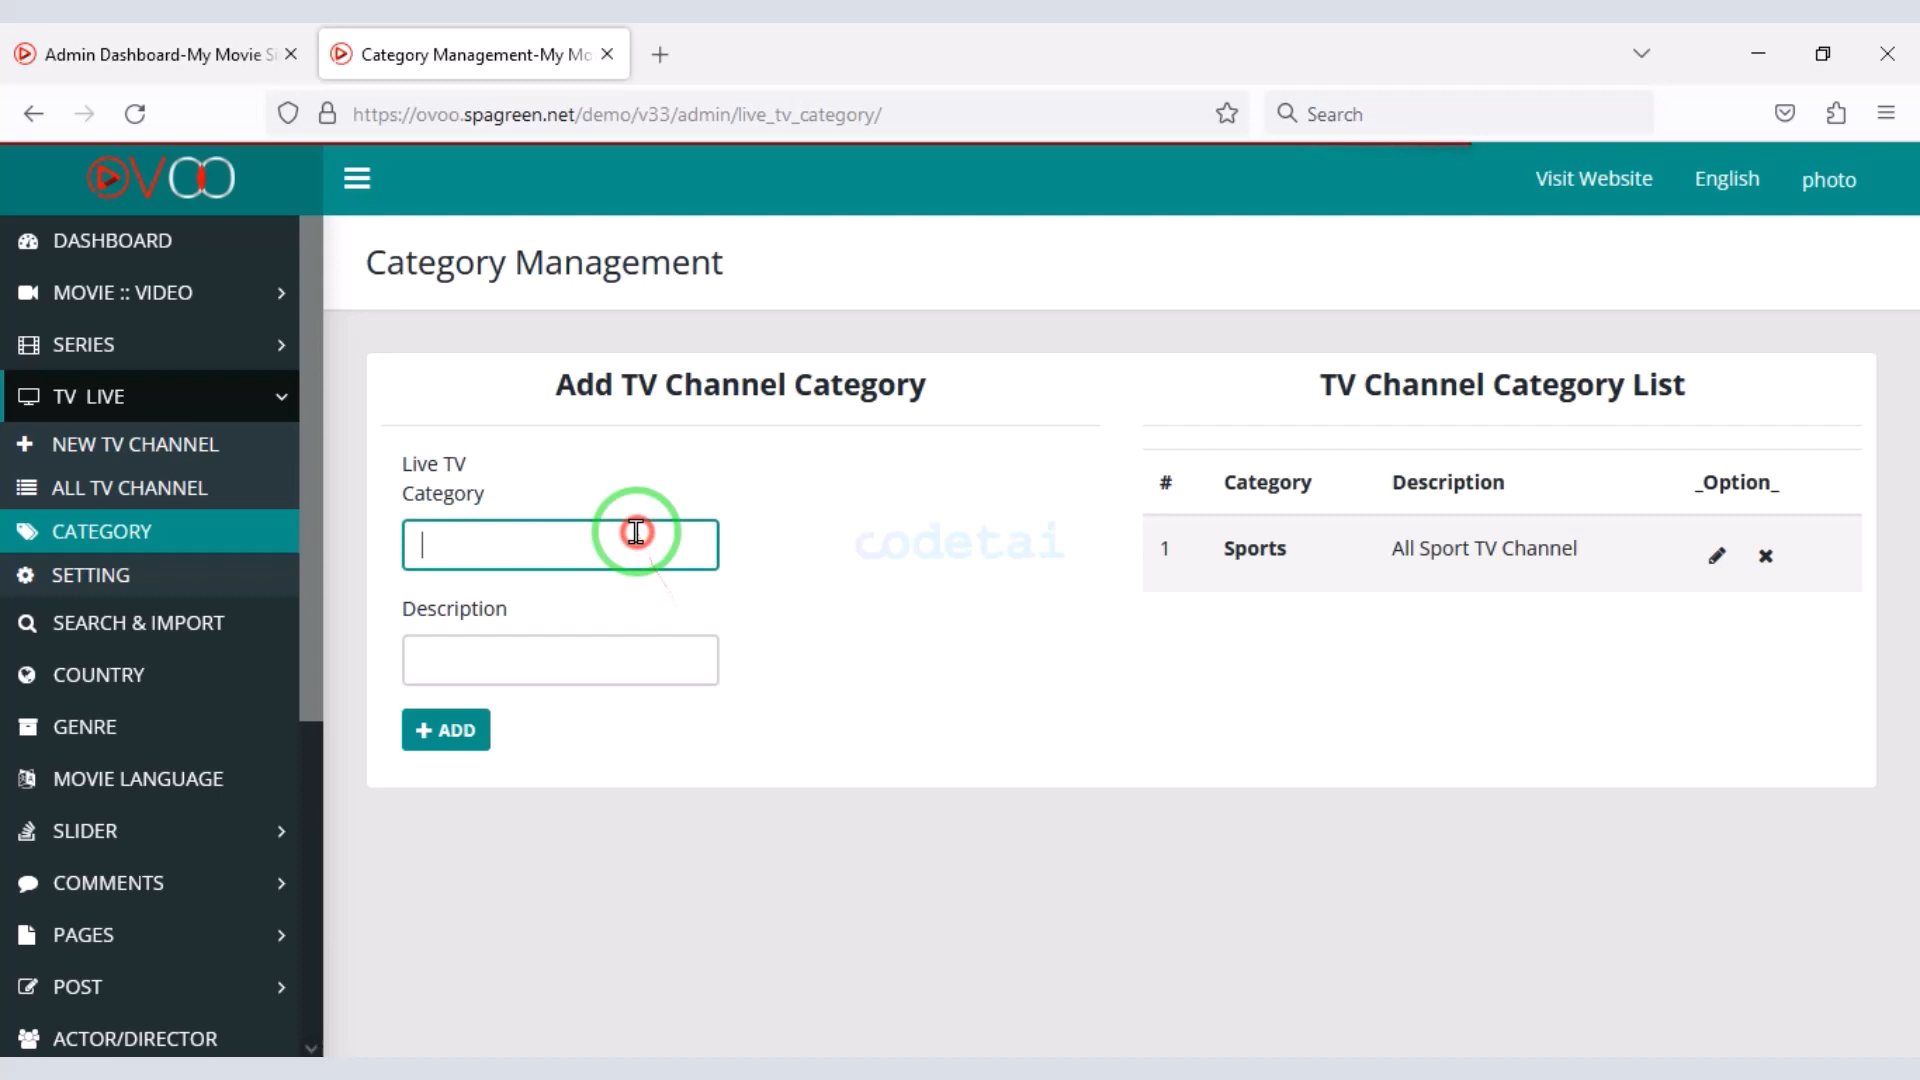 Admin Dashboard-My Movie Si
Category Management-My Mo
https://ovoo.spagreen.net/demo/v33/admin/live_tv_category/
Search
OVOO
Visit Website
English
photo
DASHBOARD
MOVIE :: VIDEO
SERIES
TV LIVE
NEW TV CHANNEL
ALL TV CHANNEL
CATEGORY
SETTING
SEARCH & IMPORT
COUNTRY
GENRE
MOVIE LANGUAGE
SLIDER
COMMENTS
PAGES
POST
ACTOR/DIRECTOR
Category Management
Add TV Channel Category
Live TV
Category
Description
ADD
codetai
TV Channel Category List
# Category Description _Option_
1 Sports All Sport TV Channel